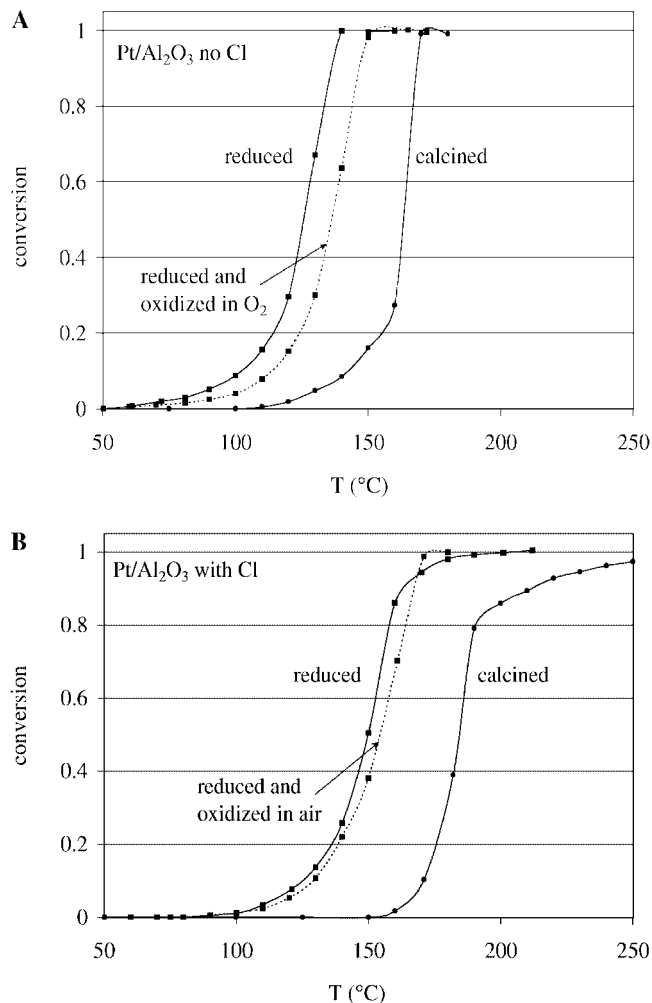 A
Pt/Al₂O₃ no Cl
1
0.8
0.6
0.4
0.2
0
conversion
reduced
calcined
reduced and
oxidized in O₂
50
100
150
200
250
T (°C)
B
Pt/Al₂O₃ with Cl
1
0.8
0.6
0.4
0.2
0
conversion
reduced
calcined
reduced and
oxidized in air
50
100
150
200
250
T (°C)